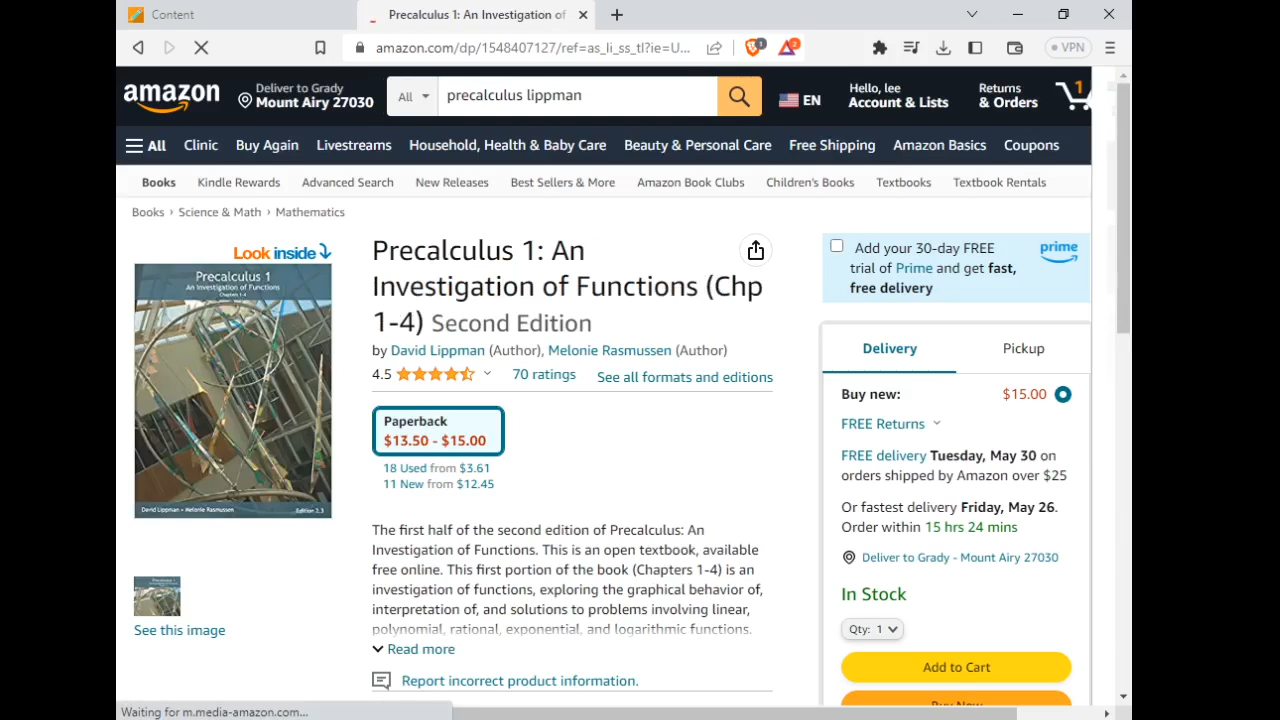 Content
Precalculus 1: An Investigation of
amazon.com/dp/1548407127/ref=as_li_ss_tl?ie=U...
1
2
VPN
amazon
Deliver to Grady
Mount Airy 27030
All
precalculus lippman
EN
Hello, lee
Account & Lists
Returns
& Orders
1
All
Clinic
Buy Again
Livestreams
Household, Health & Baby Care
Beauty & Personal Care
Free Shipping
Amazon Basics
Coupons
Books
Kindle Rewards
Advanced Search
New Releases
Best Sellers & More
Amazon Book Clubs
Children's Books
Textbooks
Textbook Rentals
Books › Science & Math › Mathematics
Look inside
Precalculus 1
An Investigation of Functions
Chapters 1-4
David Lippman • Melonie Rasmussen
Edition 2.3
See this image
Precalculus 1: An
Investigation of Functions (Chp
1-4) Second Edition
by David Lippman (Author), Melonie Rasmussen (Author)
4.5
70 ratings
See all formats and editions
Paperback
$13.50 - $15.00
18 Used from $3.61
11 New from $12.45
The first half of the second edition of Precalculus: An
Investigation of Functions. This is an open textbook, available
free online. This first portion of the book (Chapters 1-4) is an
investigation of functions, exploring the graphical behavior of,
interpretation of, and solutions to problems involving linear,
polynomial, rational, exponential, and logarithmic functions.
Read more
Report incorrect product information.
Add your 30-day FREE
trial of Prime and get fast,
free delivery
prime
Delivery
Pickup
Buy new:
$15.00
FREE Returns
FREE delivery Tuesday, May 30 on
orders shipped by Amazon over $25
Or fastest delivery Friday, May 26.
Order within 15 hrs 24 mins
Deliver to Grady - Mount Airy 27030
In Stock
Qty: 1
Add to Cart
Buy Now
Waiting for m.media-amazon.com...